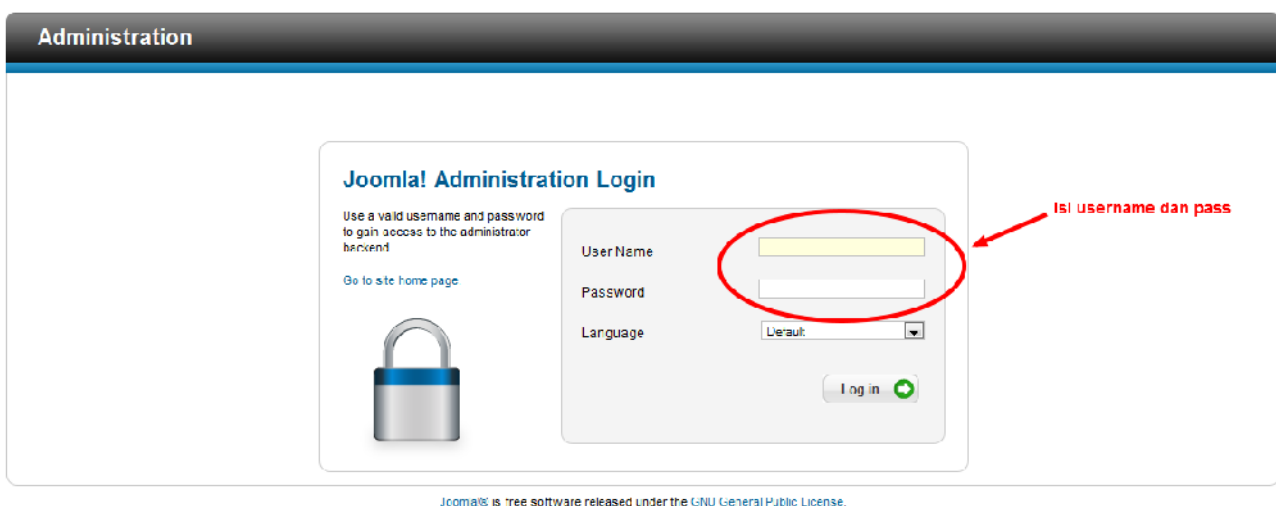 Administration
Joomla! Administration Login
Use a valid username and password
to gain access to the administrator
backend
Go to site home page
User Name
Password
Language
Default
Log in
Isi username dan pass
Joomla!® is free software released under the GNU General Public License.